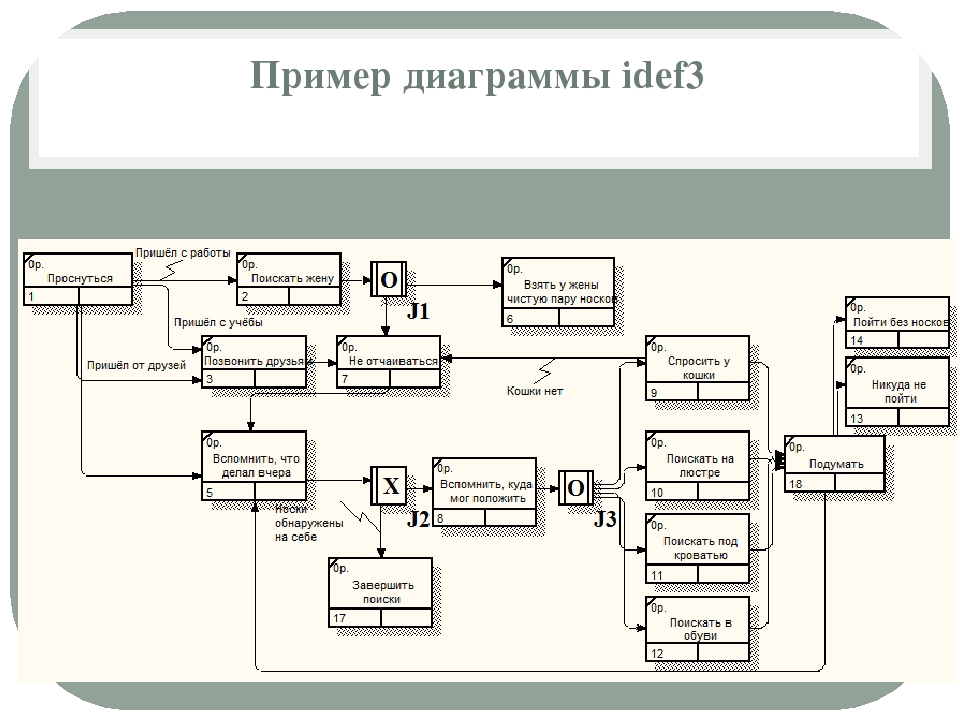 Пример диаграммы idef3
Пришёл с работы
0р.
Проснуться
1
0р.
Поискать жену
2
O
J1
0р.
Взять у жены
чистую пару носков
6
Пришёл с учёбы
Пришёл от друзей
0р.
Позвонить друзья
3
0р.
Не отчаиваться
7
Кошки нет
0р.
Спросить у
кошки
9
0р.
Пойти без носков
14
0р.
Никуда не
пойти
13
0р.
Вспомнить, что
делал вчера
5
Носки
обнаружены
на себе
X
J2
0р.
Вспомнить, куда
мог положить
8
O
J3
0р.
Поискать на
люстре
10
0р.
Подумать
18
0р.
Поискать под
кроватью
11
0р.
Завершить
поиски
17
0р.
Поискать в
обуви
12